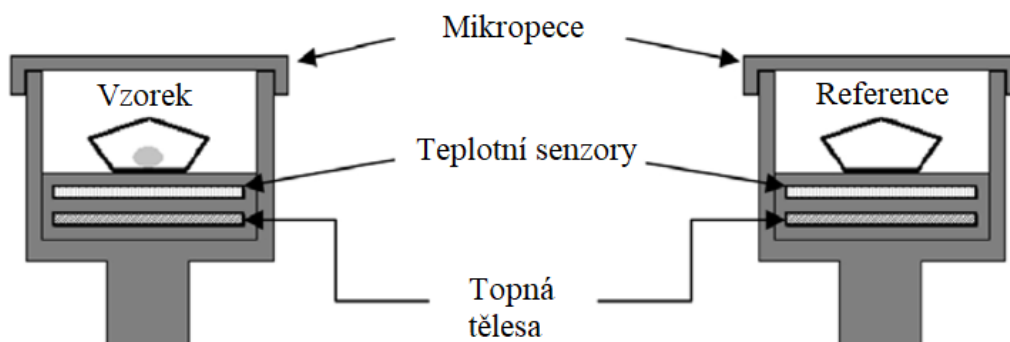 Mikropece
Vzorek
Reference
Teplotní senzory
Topná
tělesa